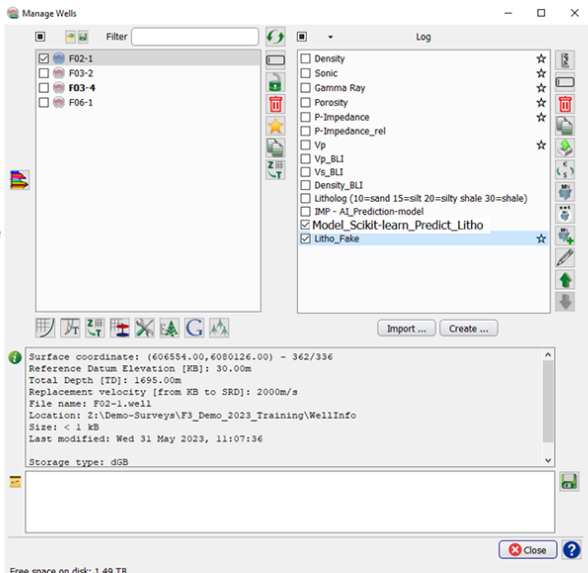 Manage Wells
Filter
Log
F02-1
F03-2
F03-4
F06-1
Density
Sonic
Gamma Ray
Porosity
P-Impedance
P-Impedance_rel
Vp
Vp_BLI
Vs_BLI
Density_BLI
Litholog (10=sand 15=silt 20=silty shale 30=shale)
IMP - AI_Prediction-model
Model_Scikit-learn_Predict_Litho
Litho_Fake
Import ...
Create ...
Surface coordinate: (606554.00,6080126.00) - 362/336
Reference Datum Elevation [KB]: 30.00m
Total Depth [TD]: 1695.00m
Replacement velocity [from KB to SRD]: 2000m/s
File name: F02-1.well
Location: Z:\Demo-Surveys\F3_Demo_2023_Training\WellInfo
Size: < 1 kB
Last modified: Wed 31 May 2023, 11:07:36
Storage type: dGB
Close
Free space on disk: 1.49 TB